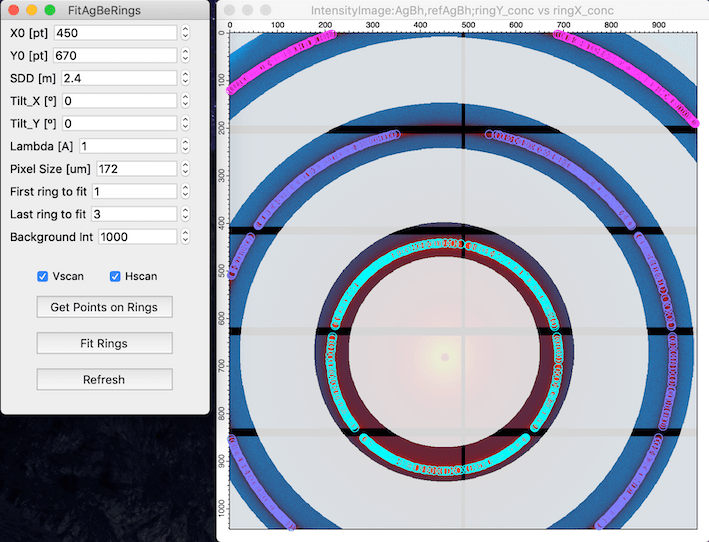 FitAgBeRings
X0 [pt] 450
Y0 [pt] 670
SDD [m] 2.4
Tilt_X [º] 0
Tilt_Y [º] 0
Lambda [A] 1
Pixel Size [um] 172
First ring to fit 1
Last ring to fit 3
Background Int 1000
Vscan Hscan
Get Points on Rings
Fit Rings
Refresh
IntensityImage:AgBh,refAgBh;ringY_conc vs ringX_conc
0 100 200 300 400 500 600 700 800 900
0
100
200
300
400
500
600
700
800
900
1000